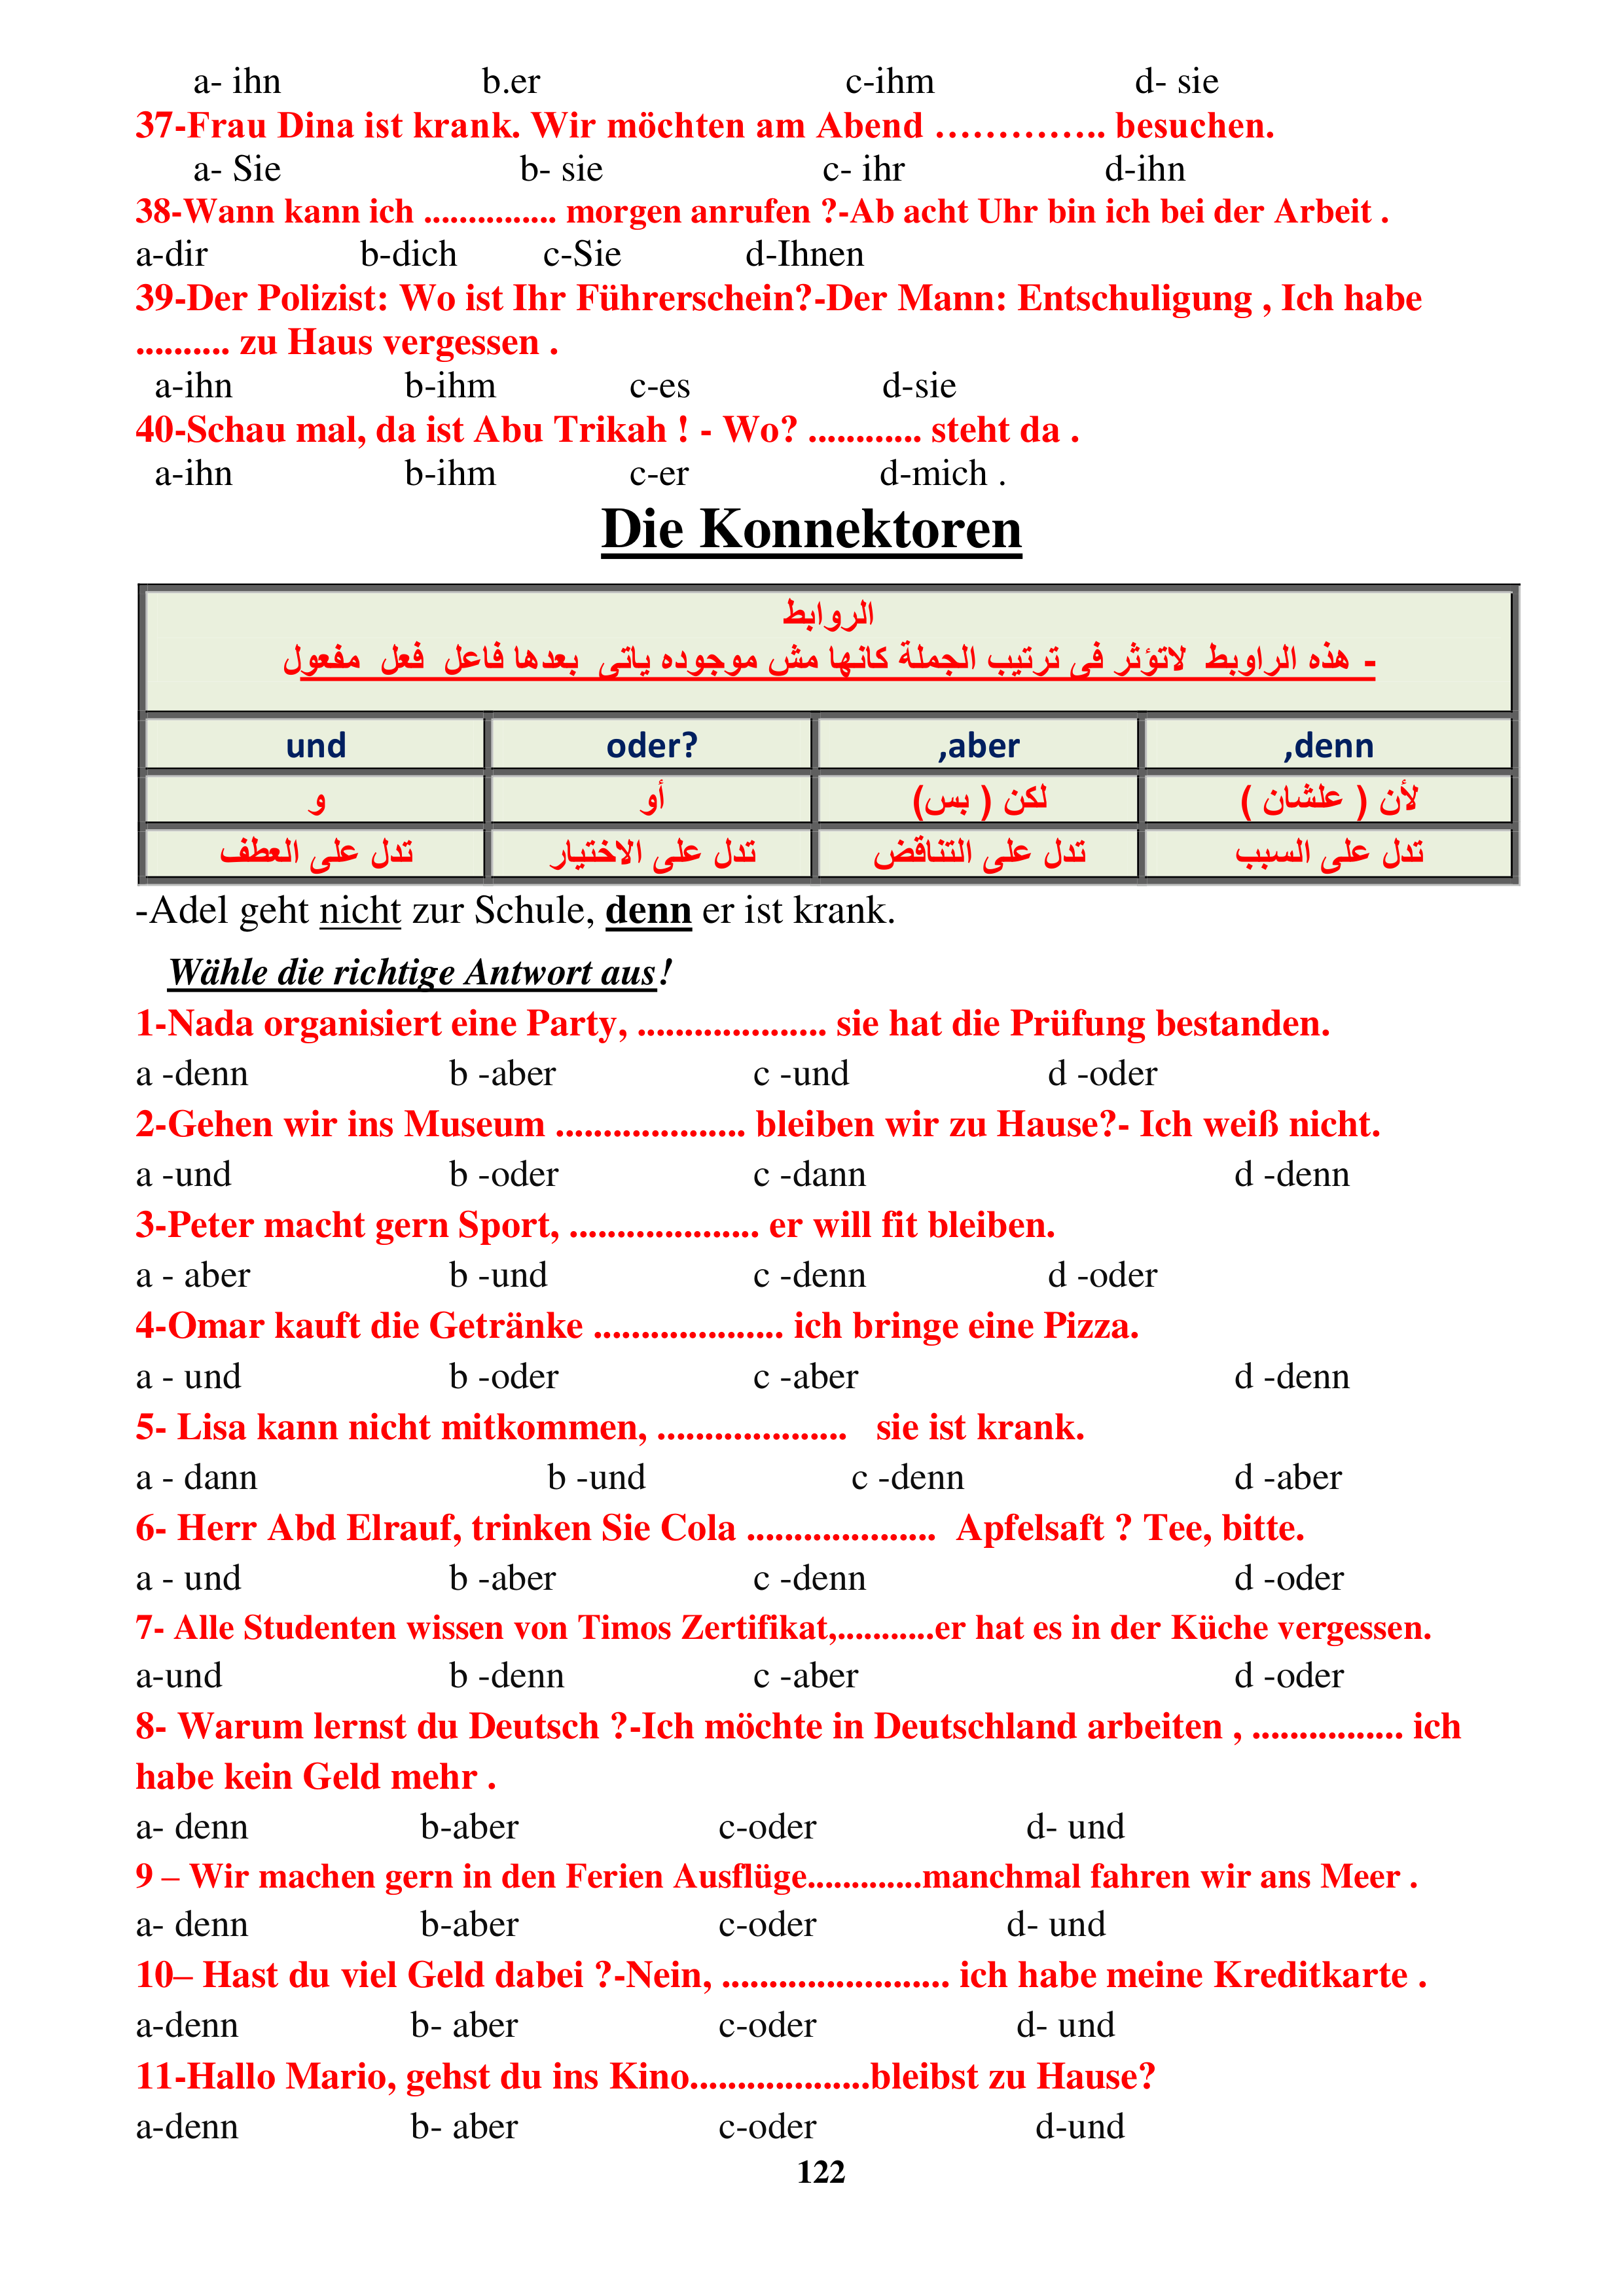 a- ihn b.er c-ihm d- sie
37-Frau Dina ist krank. Wir möchten am Abend ………….. besuchen.
a- Sie b- sie c- ihr d-ihn
38-Wann kann ich ............... morgen anrufen ?-Ab acht Uhr bin ich bei der Arbeit .
a-dir b-dich c-Sie d-Ihnen
39-Der Polizist: Wo ist Ihr Führerschein?-Der Mann: Entschuligung , Ich habe
.......... zu Haus vergessen .
a-ihn b-ihm c-es d-sie
40-Schau mal, da ist Abu Trikah ! - Wo? ............ steht da .
a-ihn b-ihm c-er d-mich .
Die Konnektoren
الروابط
- هذه الراوبط لاتؤثر فى ترتيب الجملة كانها مش موجوده ياتى بعدها فاعل فعل مفعول
und oder? ,aber ,denn
و أو لكن ( بس) لأن ( علشان )
تدل على العطف تدل على الاختيار تدل على التناقض تدل على السبب
-Adel geht nicht zur Schule, denn er ist krank.
Wähle die richtige Antwort aus!
1-Nada organisiert eine Party, .................... sie hat die Prüfung bestanden.
a -denn b -aber c -und d -oder
2-Gehen wir ins Museum .................... bleiben wir zu Hause?- Ich weiß nicht.
a -und b -oder c -dann d -denn
3-Peter macht gern Sport, .................... er will fit bleiben.
a - aber b -und c -denn d -oder
4-Omar kauft die Getränke .................... ich bringe eine Pizza.
a - und b -oder c -aber d -denn
5- Lisa kann nicht mitkommen, .................... sie ist krank.
a - dann b -und c -denn d -aber
6- Herr Abd Elrauf, trinken Sie Cola .................... Apfelsaft ? Tee, bitte.
a - und b -aber c -denn d -oder
7- Alle Studenten wissen von Timos Zertifikat,...........er hat es in der Küche vergessen.
a-und b -denn c -aber d -oder
8- Warum lernst du Deutsch ?-Ich möchte in Deutschland arbeiten , ................ ich
habe kein Geld mehr .
a- denn b-aber c-oder d- und
9 – Wir machen gern in den Ferien Ausflüge.............manchmal fahren wir ans Meer .
a- denn b-aber c-oder d- und
10– Hast du viel Geld dabei ?-Nein, ........................ ich habe meine Kreditkarte .
a-denn b- aber c-oder d- und
11-Hallo Mario, gehst du ins Kino...................bleibst zu Hause?
a-denn b- aber c-oder d-und
122